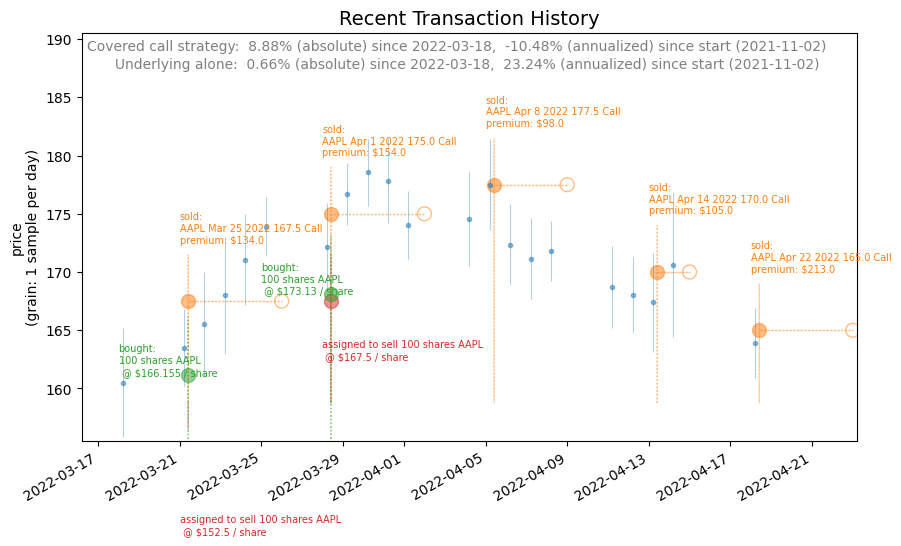 Recent Transaction History
Covered call strategy:  8.88% (absolute) since 2022-03-18,  -10.48% (annualized) since start (2021-11-02)
Underlying alone:  0.66% (absolute) since 2022-03-18,  23.24% (annualized) since start (2021-11-02)
price
(grain: 1 sample per day)
190
185
180
175
170
165
160
sold:
AAPL Mar 25 2022 167.5 Call
premium: $134.0
sold:
AAPL Apr 1 2022 175.0 Call
premium: $154.0
sold:
AAPL Apr 8 2022 177.5 Call
premium: $98.0
sold:
AAPL Apr 14 2022 170.0 Call
premium: $105.0
sold:
AAPL Apr 22 2022 165.0 Call
premium: $213.0
bought:
100 shares AAPL
@ $173.13 / share
bought:
100 shares AAPL
@ $166.155 / share
assigned to sell 100 shares AAPL
@ $167.5 / share
2022-03-17
2022-03-21
2022-03-25
2022-03-29
2022-04-01
2022-04-05
2022-04-09
2022-04-13
2022-04-17
2022-04-21
assigned to sell 100 shares AAPL
@ $152.5 / share